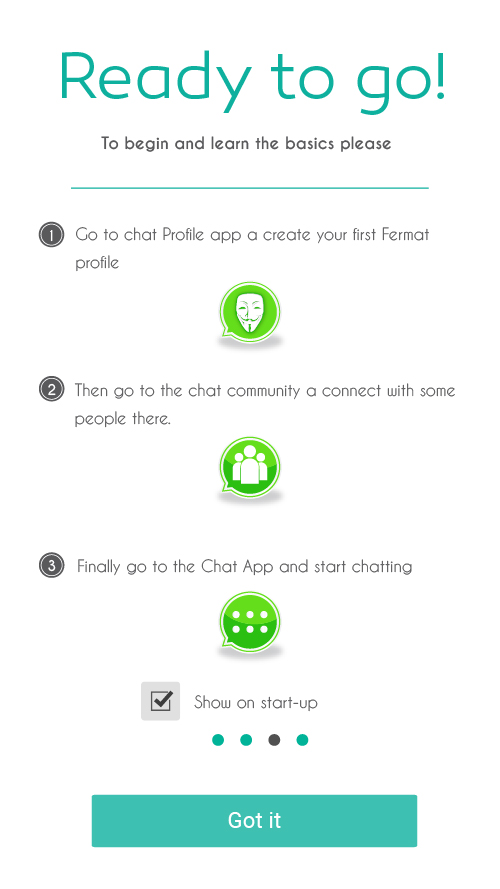 Ready to go!
To begin and learn the basics please
1 Go to chat Profile app a create your first Fermat
profile
2 Then go to the chat community a connect with some
people there.
3 Finally go to the Chat App and start chatting
Show on start-up
Got it